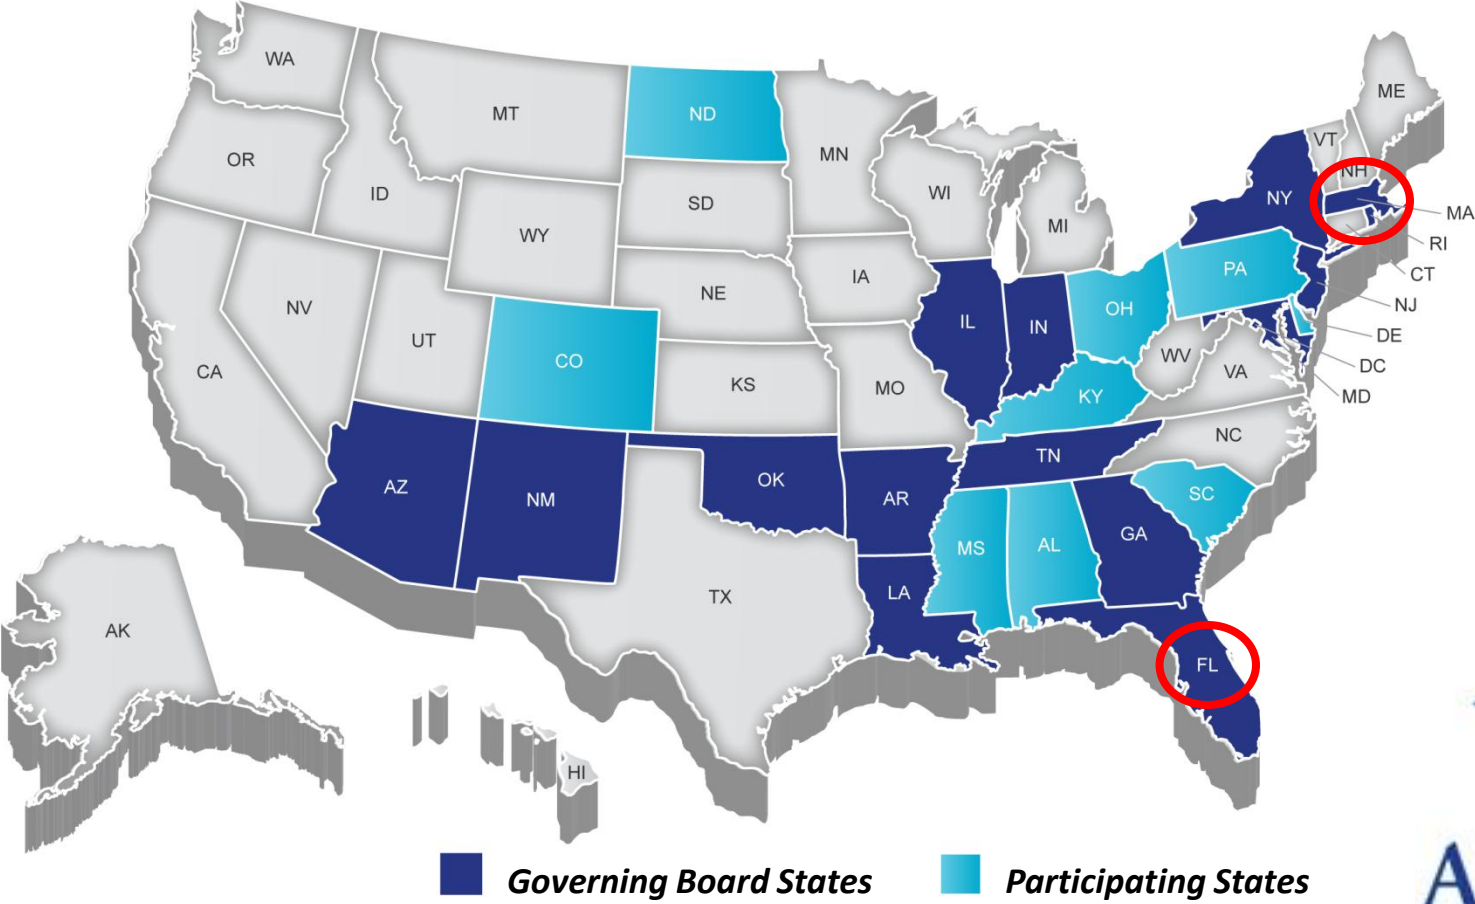 WA
MT
ND
MN
ME
VT
NH
OR
ID
SD
WI
MI
NY
MA
WY
RI
IA
PA
CT
NE
OH
NJ
NV
IL
IN
DE
UT
DC
CO
WV
VA
CA
KS
MO
KY
MD
NC
TN
AZ
OK
NM
AR
SC
GA
MS
AL
LA
TX
AK
FL
HI
Governing Board States
Participating States
A